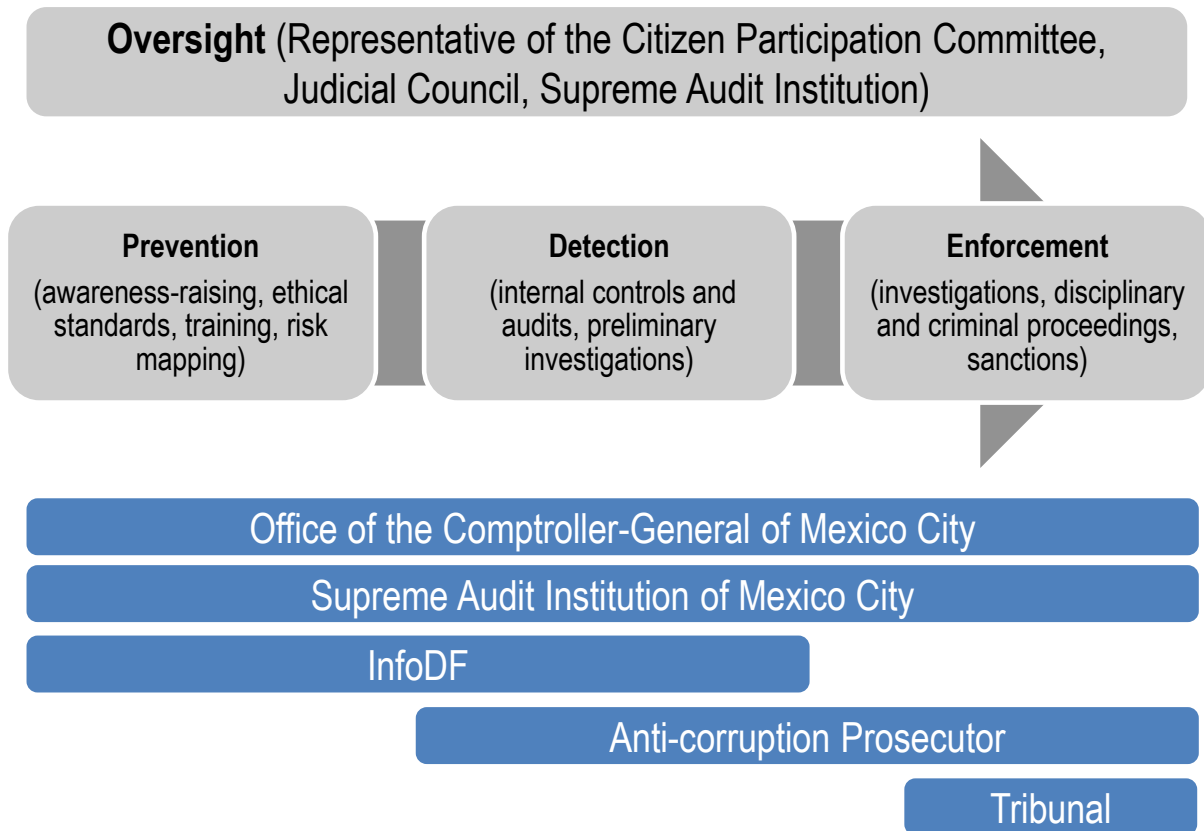 Oversight (Representative of the Citizen Participation Committee,
Judicial Council, Supreme Audit Institution)
Prevention
(awareness-raising, ethical
standards, training, risk
mapping)
Detection
(internal controls and
audits, preliminary
investigations)
Enforcement
(investigations, disciplinary
and criminal proceedings,
sanctions)
Office of the Comptroller-General of Mexico City
Supreme Audit Institution of Mexico City
InfoDF
Anti-corruption Prosecutor
Tribunal